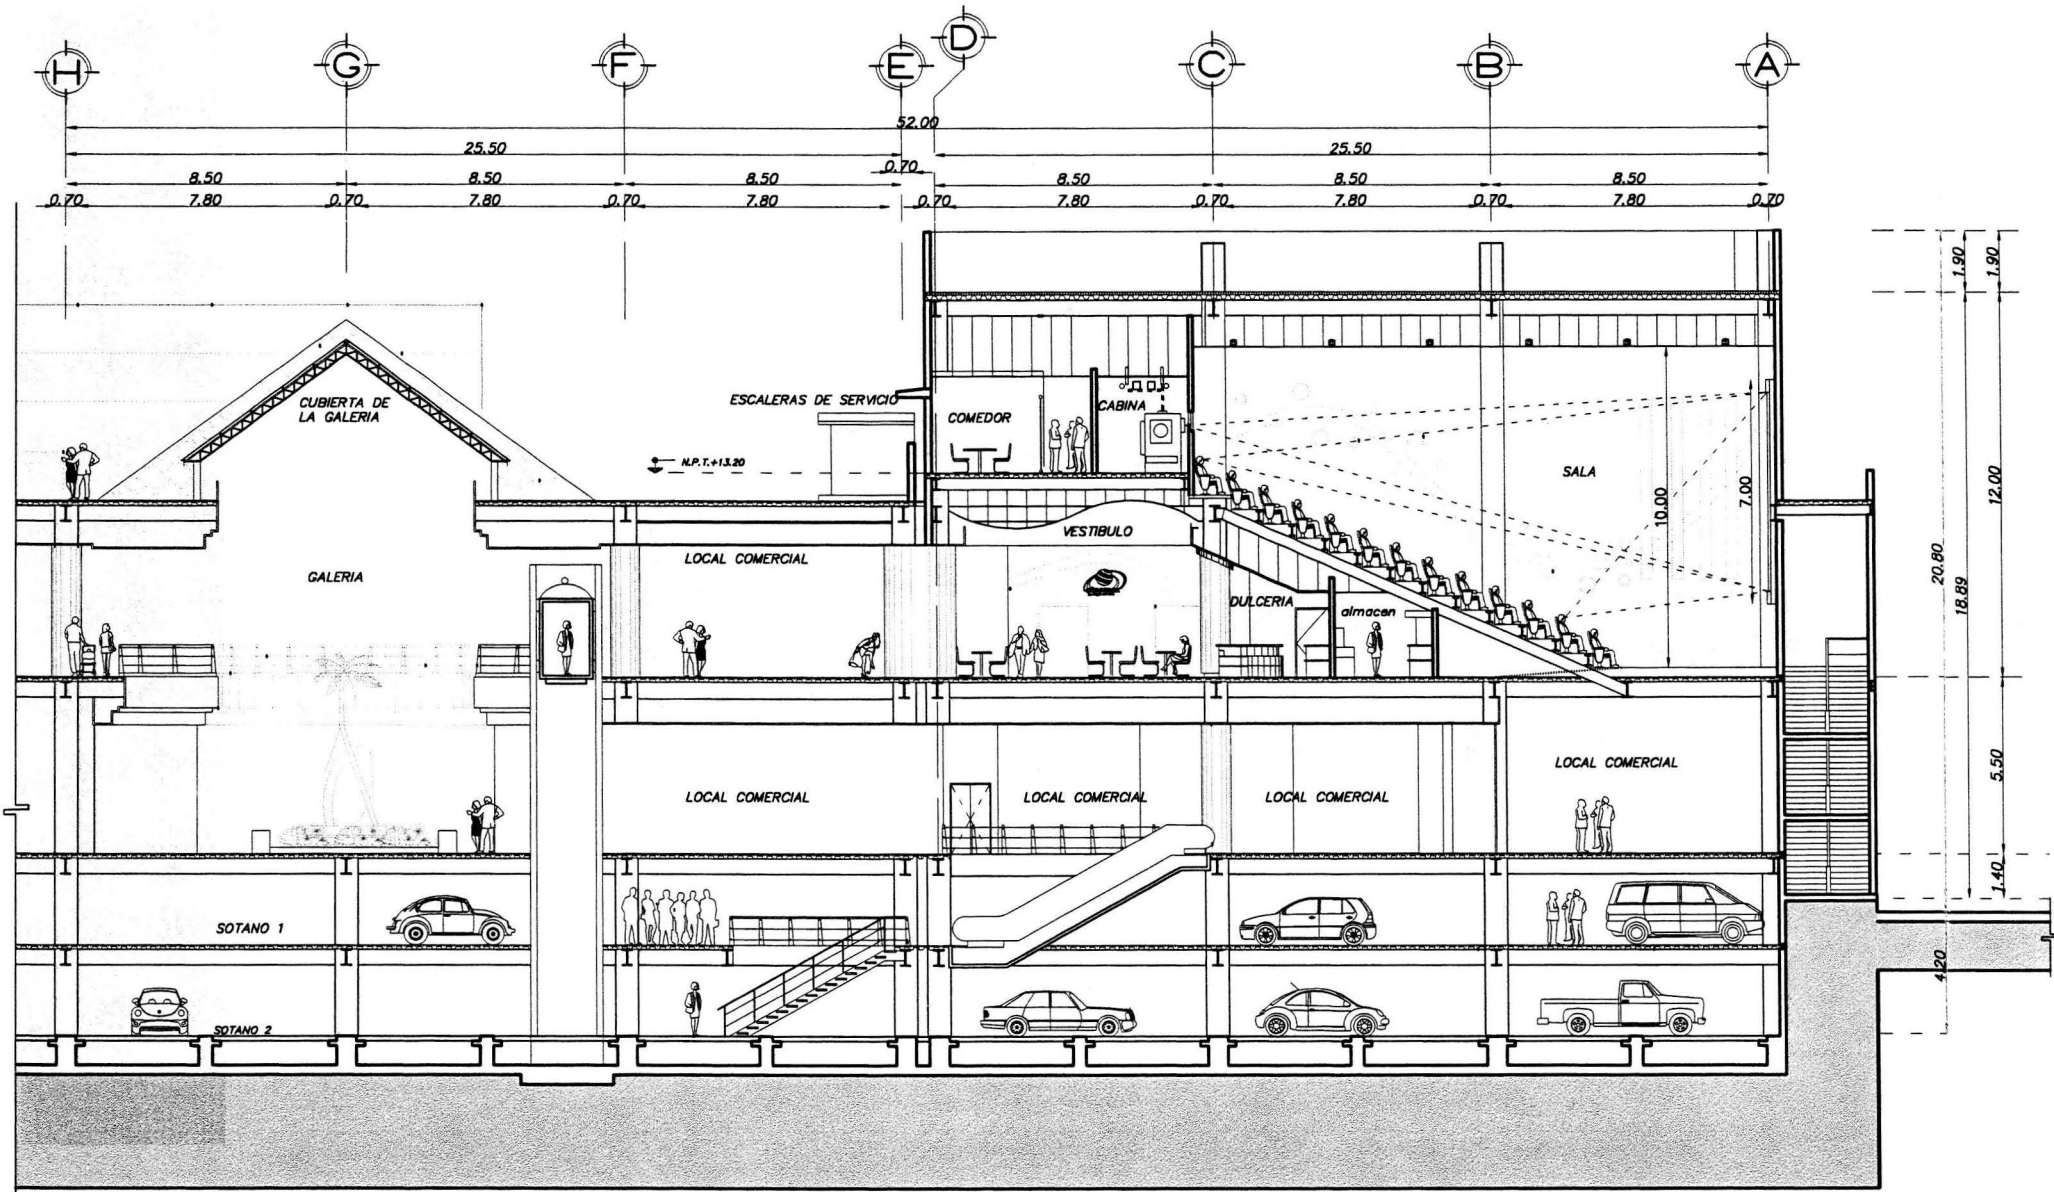 H G F E D C B A
52.00
25.50 25.50
0.70
8.50 8.50 8.50 8.50 8.50 8.50
0.70 7.80 0.70 7.80 0.70 7.80 0.70 7.80 0.70 7.80 0.70 7.80 0.70
1.90 1.90
CUBIERTA DE
LA GALERIA
ESCALERAS DE SERVICIO
COMEDOR
CABINA
N.P.T.+13.20
SALA
10.00
7.00
12.00
VESTIBULO
LOCAL COMERCIAL
GALERIA
DULCERIA
almacen
20.80
18.89
LOCAL COMERCIAL
LOCAL COMERCIAL
LOCAL COMERCIAL
LOCAL COMERCIAL
5.50
1.40
SOTANO 1
4.20
SOTANO 2